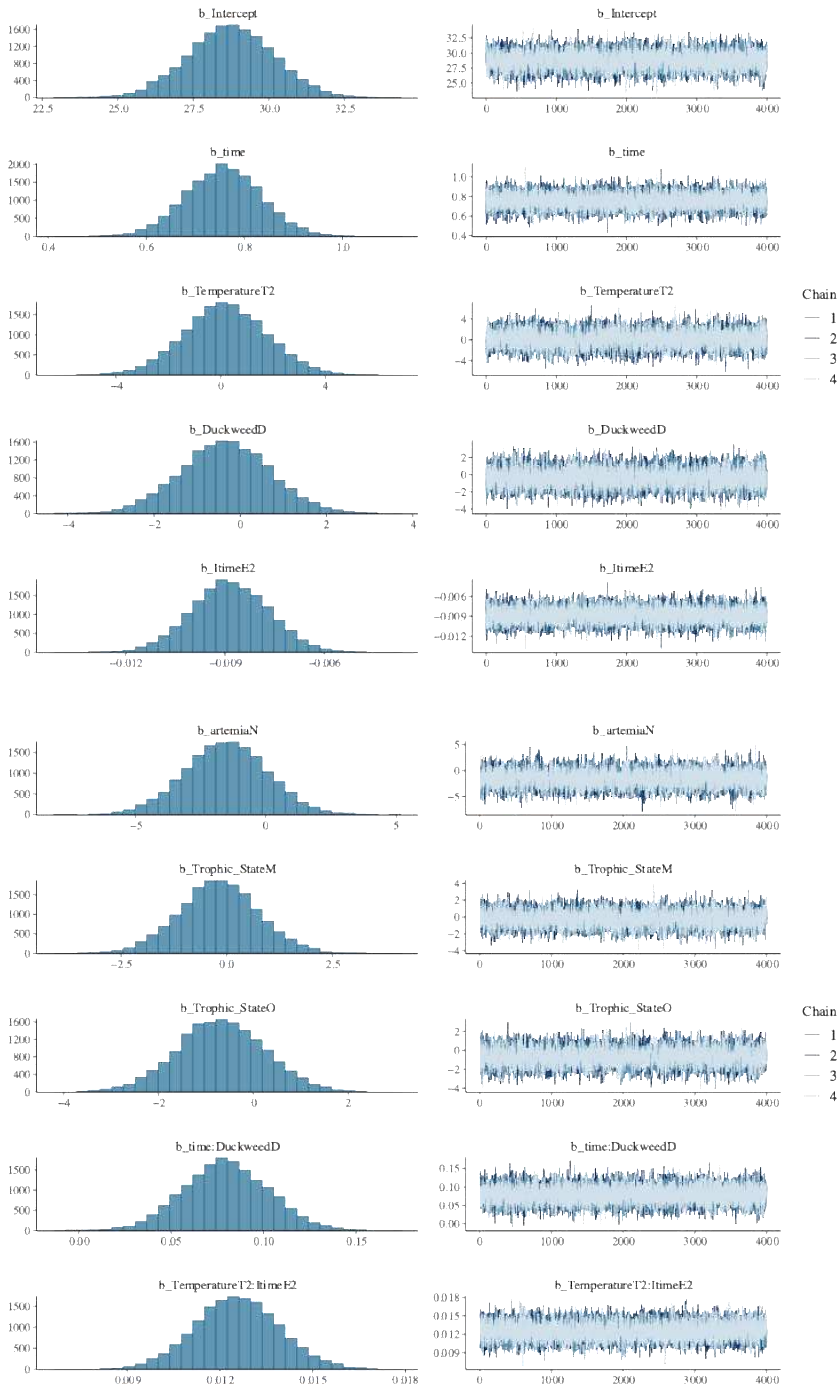 b_Intercept b_Intercept
1600 1200 800 400 0
22.5 25.0 27.5 30.0 32.5
32.5 30.0 27.5 25.0
0 1000 2000 3000 4000
b_time b_time
2000 1500 1000 500 0
0.4 0.6 0.8 1.0
1.0 0.8 0.6 0.4
0 1000 2000 3000 4000
b_TemperatureT2 b_TemperatureT2
1500 1000 500 0
-4 0 4
4 0 -4
0 1000 2000 3000 4000
Chain
1
2
3
4
b_DuckweedD b_DuckweedD
1600 1200 800 400 0
-4 -2 0 2 4
2 0 -2 -4
0 1000 2000 3000 4000
b_ItimeE2 b_ItimeE2
1500 1000 500 0
-0.012 -0.009 -0.006
-0.006 -0.009 -0.012
0 1000 2000 3000 4000
b_artemiaN b_artemiaN
1500 1000 500 0
-5 0 5
5 0 -5
0 1000 2000 3000 4000
b_Trophic_StateM b_Trophic_StateM
1500 1000 500 0
-2.5 0.0 2.5
4 2 0 -2 -4
0 1000 2000 3000 4000
b_Trophic_StateO b_Trophic_StateO
1600 1200 800 400 0
-4 -2 0 2
2 0 -2 -4
0 1000 2000 3000 4000
Chain
1
2
3
4
b_time:DuckweedD b_time:DuckweedD
1500 1000 500 0
0.00 0.05 0.10 0.15
0.15 0.10 0.05 0.00
0 1000 2000 3000 4000
b_TemperatureT2:ItimeE2 b_TemperatureT2:ItimeE2
1500 1000 500 0
0.009 0.012 0.015 0.018
0.018 0.015 0.012 0.009
0 1000 2000 3000 4000